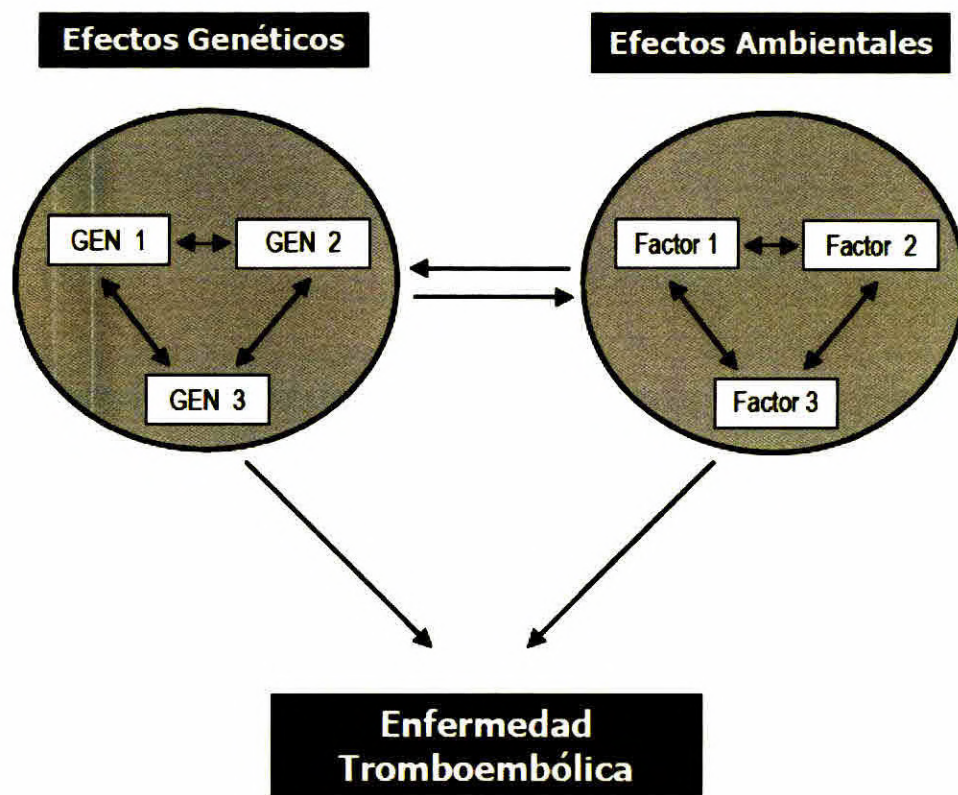 Efectos Genéticos
Efectos Ambientales
GEN 1
GEN 2
GEN 3
Factor 1
Factor 2
Factor 3
Enfermedad
Tromboembólica